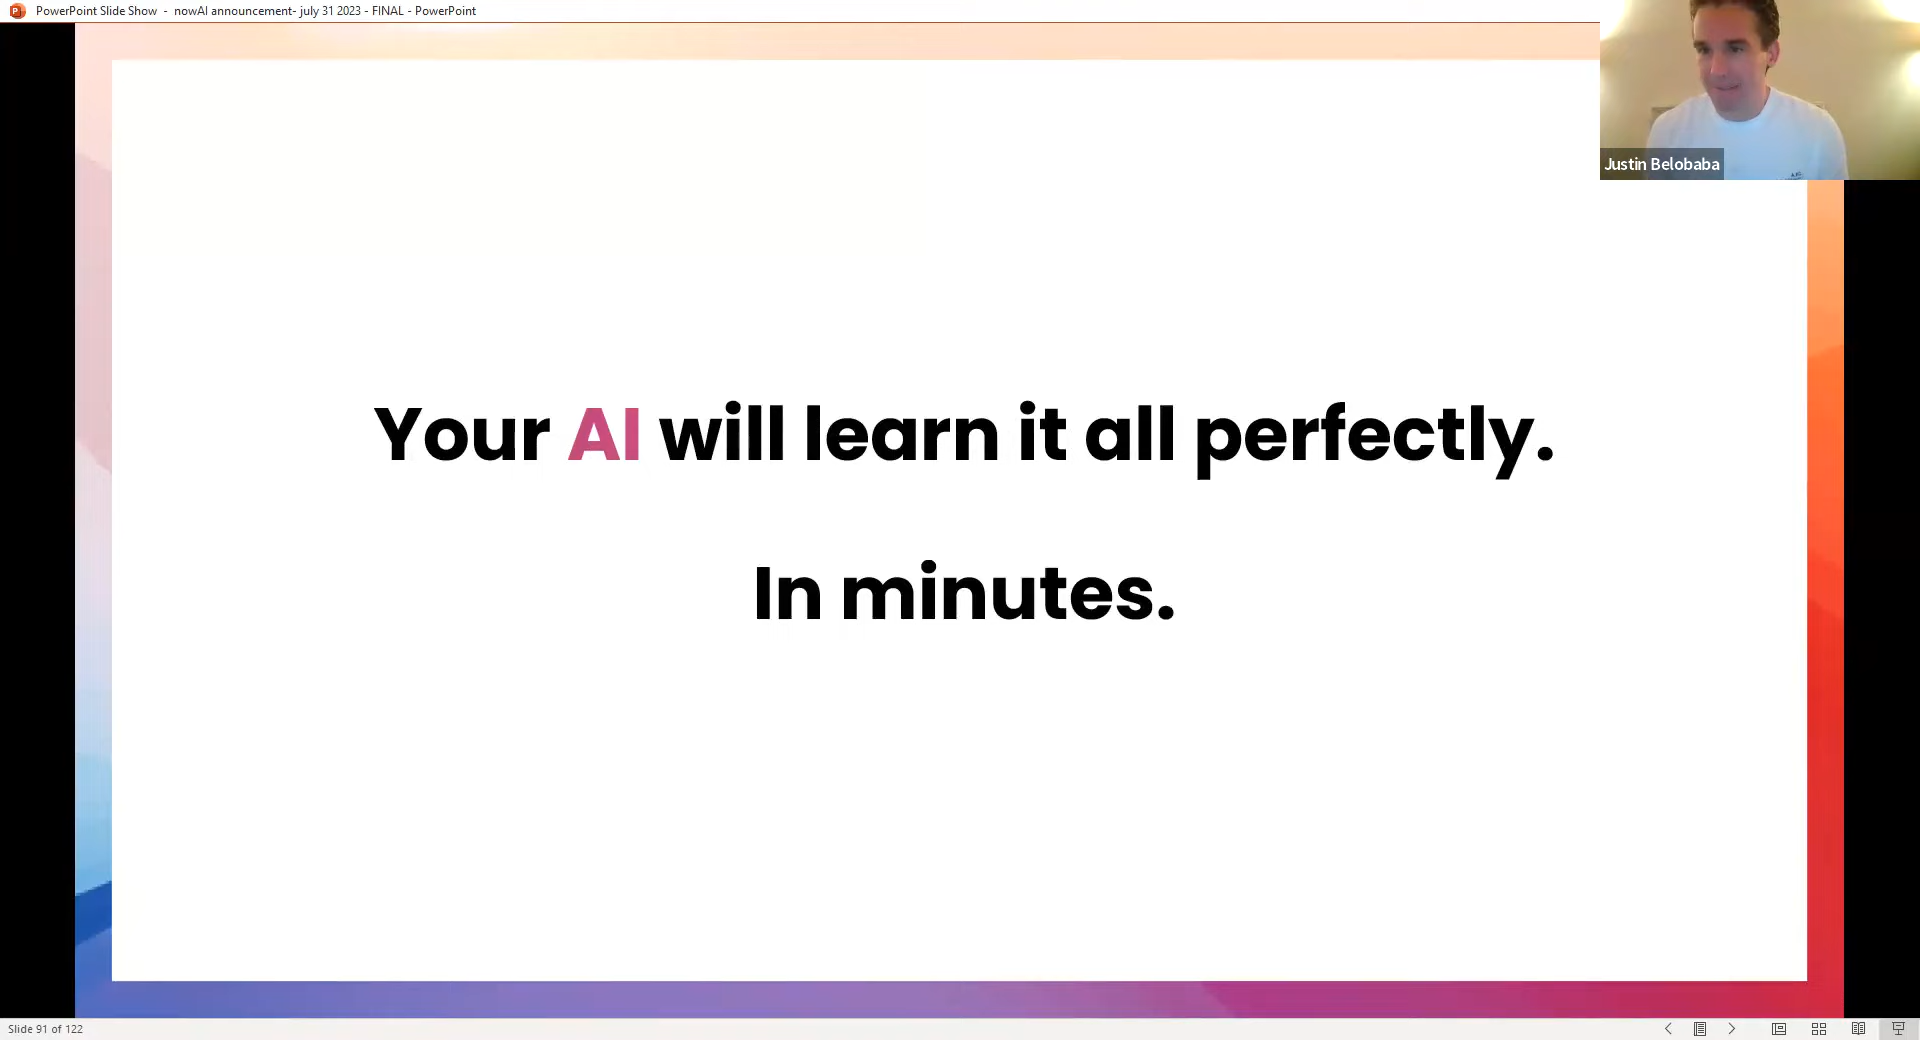 PowerPoint Slide Show - nowAI announcement- july 31 2023 - FINAL - PowerPoint
Justin Belobaba
Your AI will learn it all perfectly.
In minutes.
Slide 91 of 122